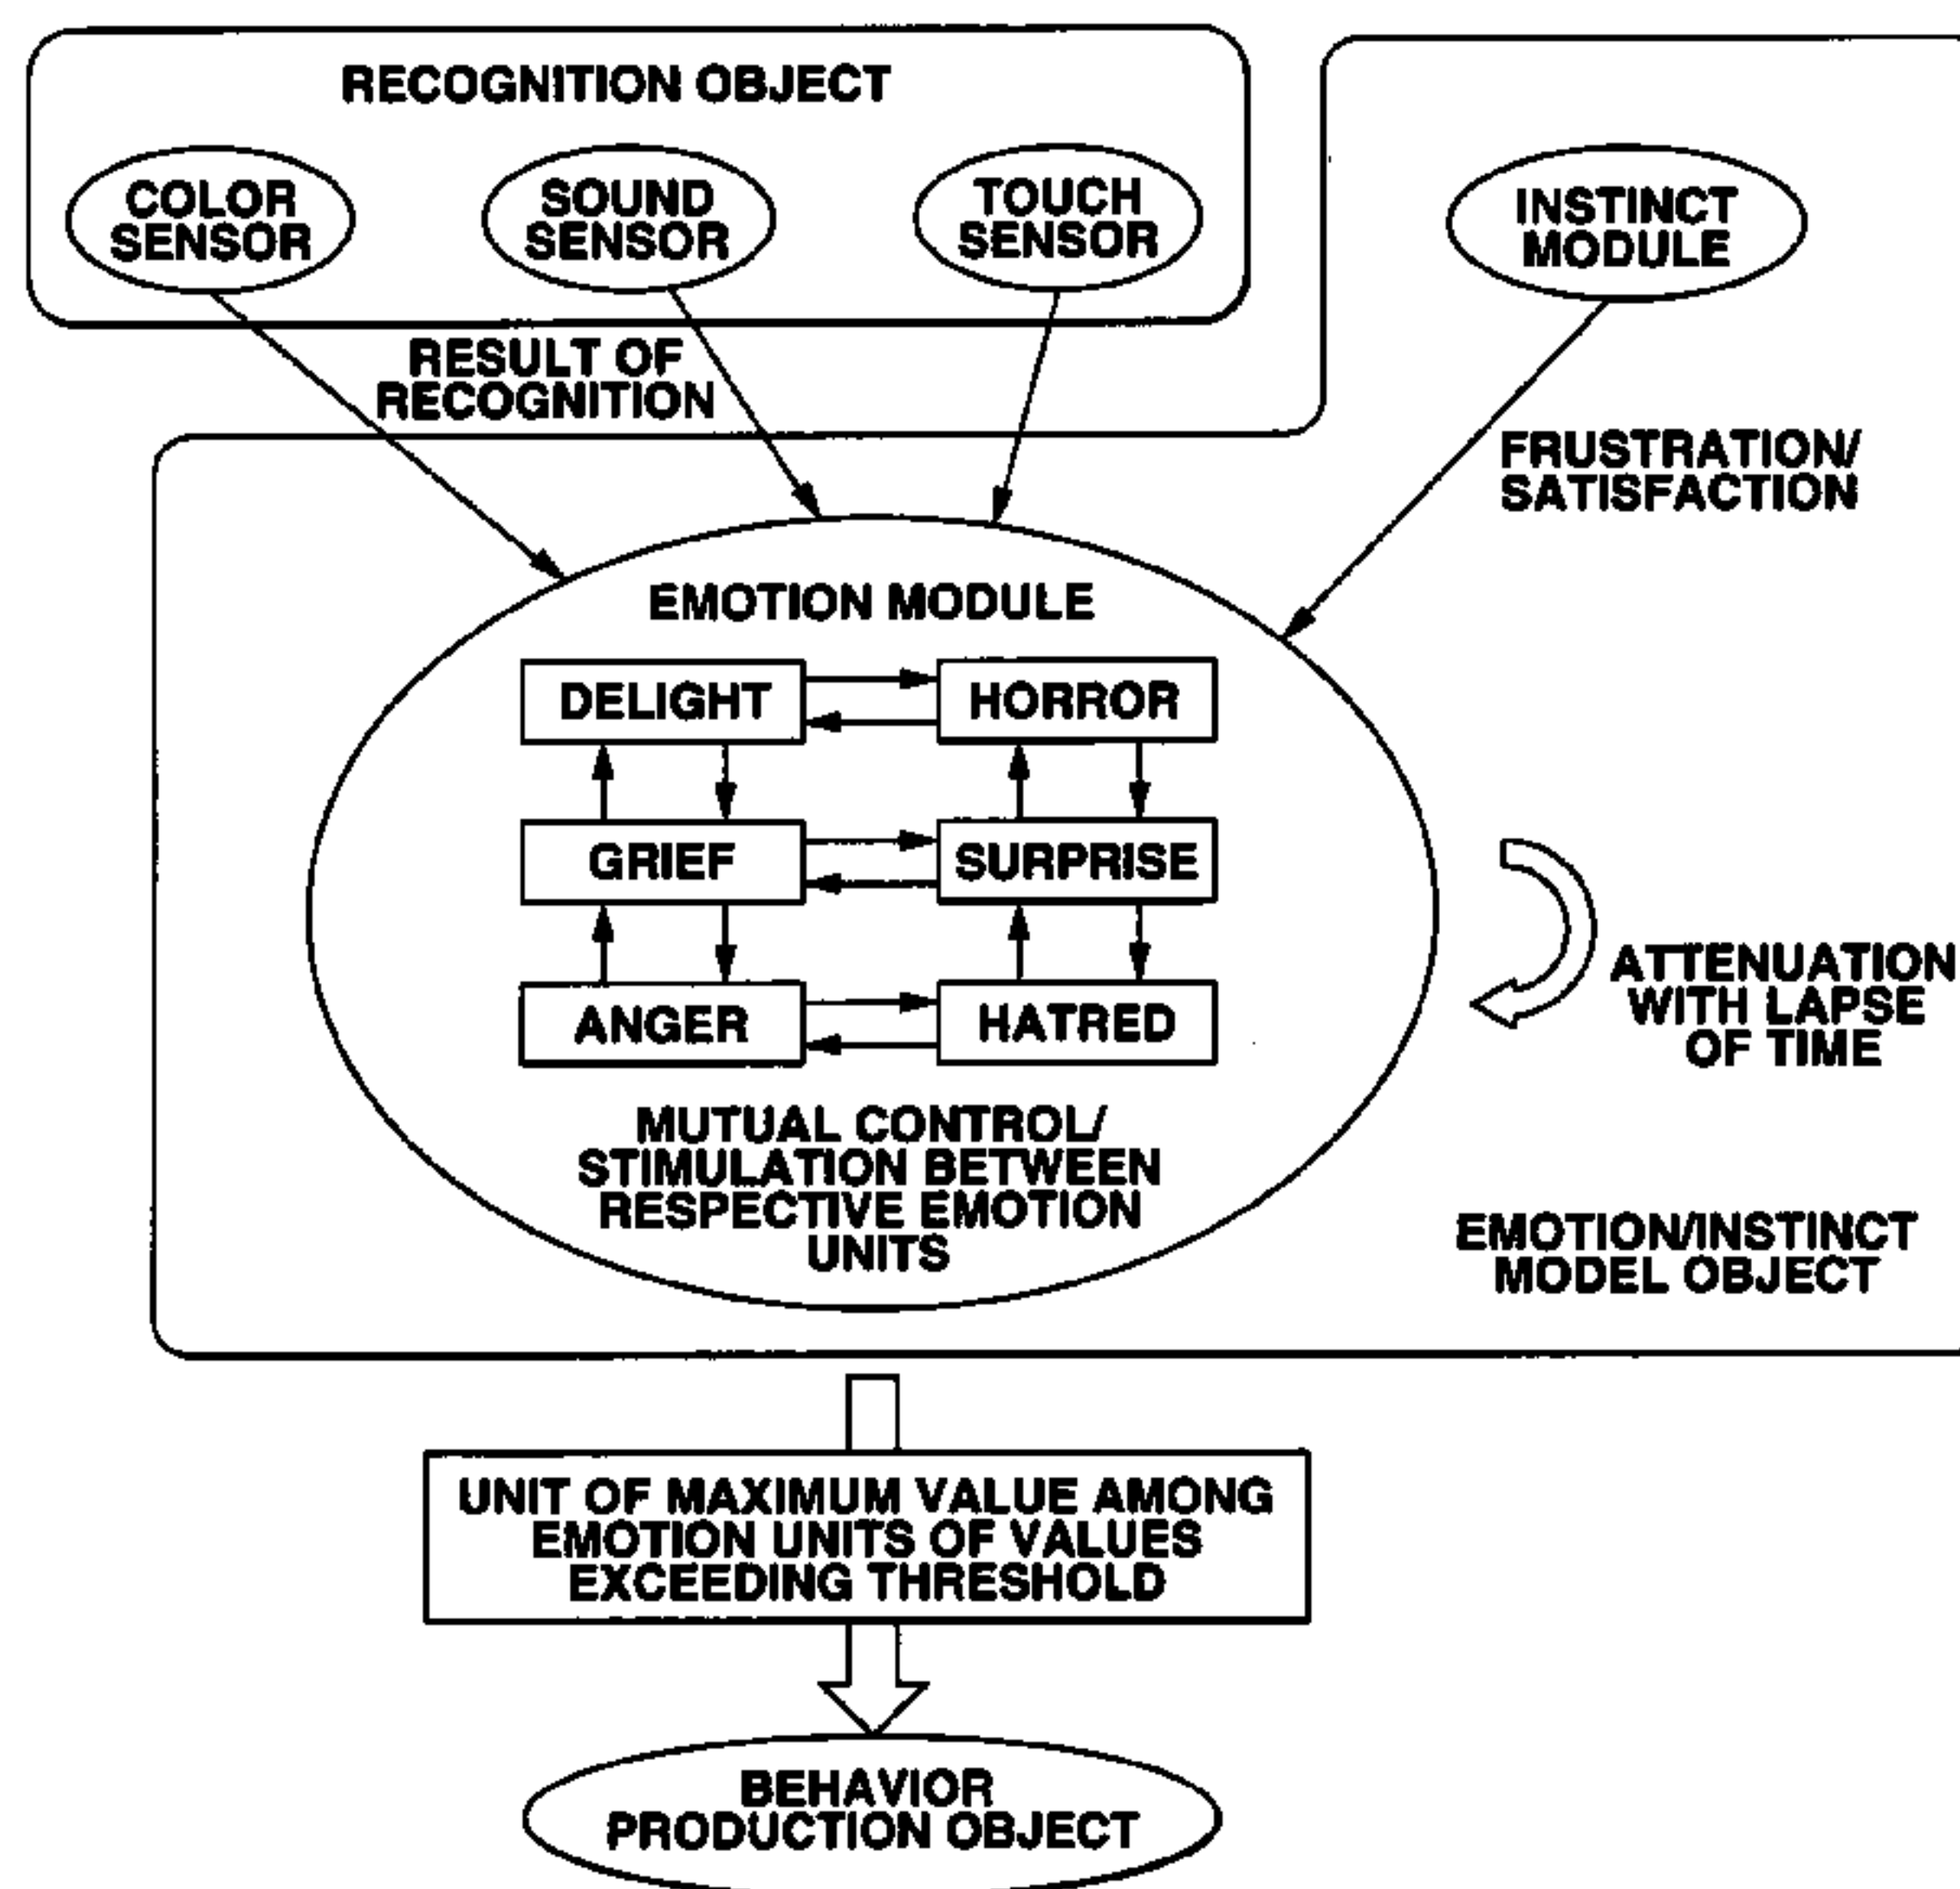 RECOGNITION OBJECT
COLOR
SENSOR
SOUND
SENSOR
TOUCH
SENSOR
INSTINCT
MODULE
RESULT OF
RECOGNITION
FRUSTRATION/
SATISFACTION
EMOTION MODULE
DELIGHT
HORROR
GRIEF
SURPRISE
ANGER
HATRED
ATTENUATION
WITH LAPSE
OF TIME
MUTUAL CONTROL/
STIMULATION BETWEEN
RESPECTIVE EMOTION
UNITS
EMOTION/INSTINCT
MODEL OBJECT
UNIT OF MAXIMUM VALUE AMONG
EMOTION UNITS OF VALUES
EXCEEDING THRESHOLD
BEHAVIOR
PRODUCTION OBJECT